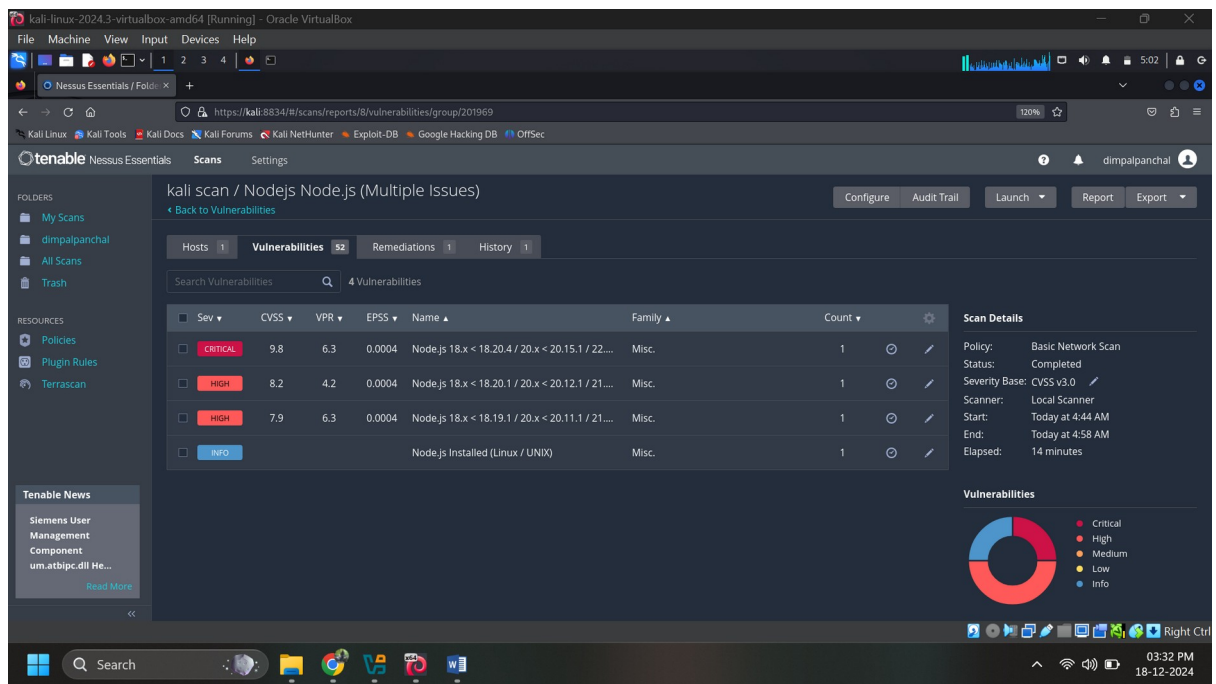 kali-linux-2024.3-virtualbox-amd64 [Running] - Oracle VirtualBox
File Machine View Input Devices Help
1 2 3 4
5:02
Nessus Essentials / Folde
https://kali:8834/#/scans/reports/8/vulnerabilities/group/201969
120%
Kali Linux Kali Tools Kali Docs Kali Forums Kali NetHunter Exploit-DB Google Hacking DB OffSec
tenable Nessus Essentials Scans Settings
dimpalpanchal
FOLDERS
My Scans
dimpalpanchal
All Scans
Trash
RESOURCES
Policies
Plugin Rules
Terrascan
Tenable News
Siemens User
Management
Component
um.atbipc.dll He...
Read More
kali scan / Nodejs Node.js (Multiple Issues)
Back to Vulnerabilities
Configure Audit Trail Launch Report Export
Hosts 1 Vulnerabilities 52 Remediations 1 History 1
Search Vulnerabilities 4 Vulnerabilities
Sev CVSS VPR EPSS Name Family Count
CRITICAL 9.8 6.3 0.0004 Node.js 18.x < 18.20.4 / 20.x < 20.15.1 / 22.... Misc. 1
HIGH 8.2 4.2 0.0004 Node.js 18.x < 18.20.1 / 20.x < 20.12.1 / 21.... Misc. 1
HIGH 7.9 6.3 0.0004 Node.js 18.x < 18.19.1 / 20.x < 20.11.1 / 21.... Misc. 1
INFO Node.js Installed (Linux / UNIX) Misc. 1
Scan Details
Policy: Basic Network Scan
Status: Completed
Severity Base: CVSS v3.0
Scanner: Local Scanner
Start: Today at 4:44 AM
End: Today at 4:58 AM
Elapsed: 14 minutes
Vulnerabilities
Critical
High
Medium
Low
Info
Right Ctrl
Search
03:32 PM
18-12-2024